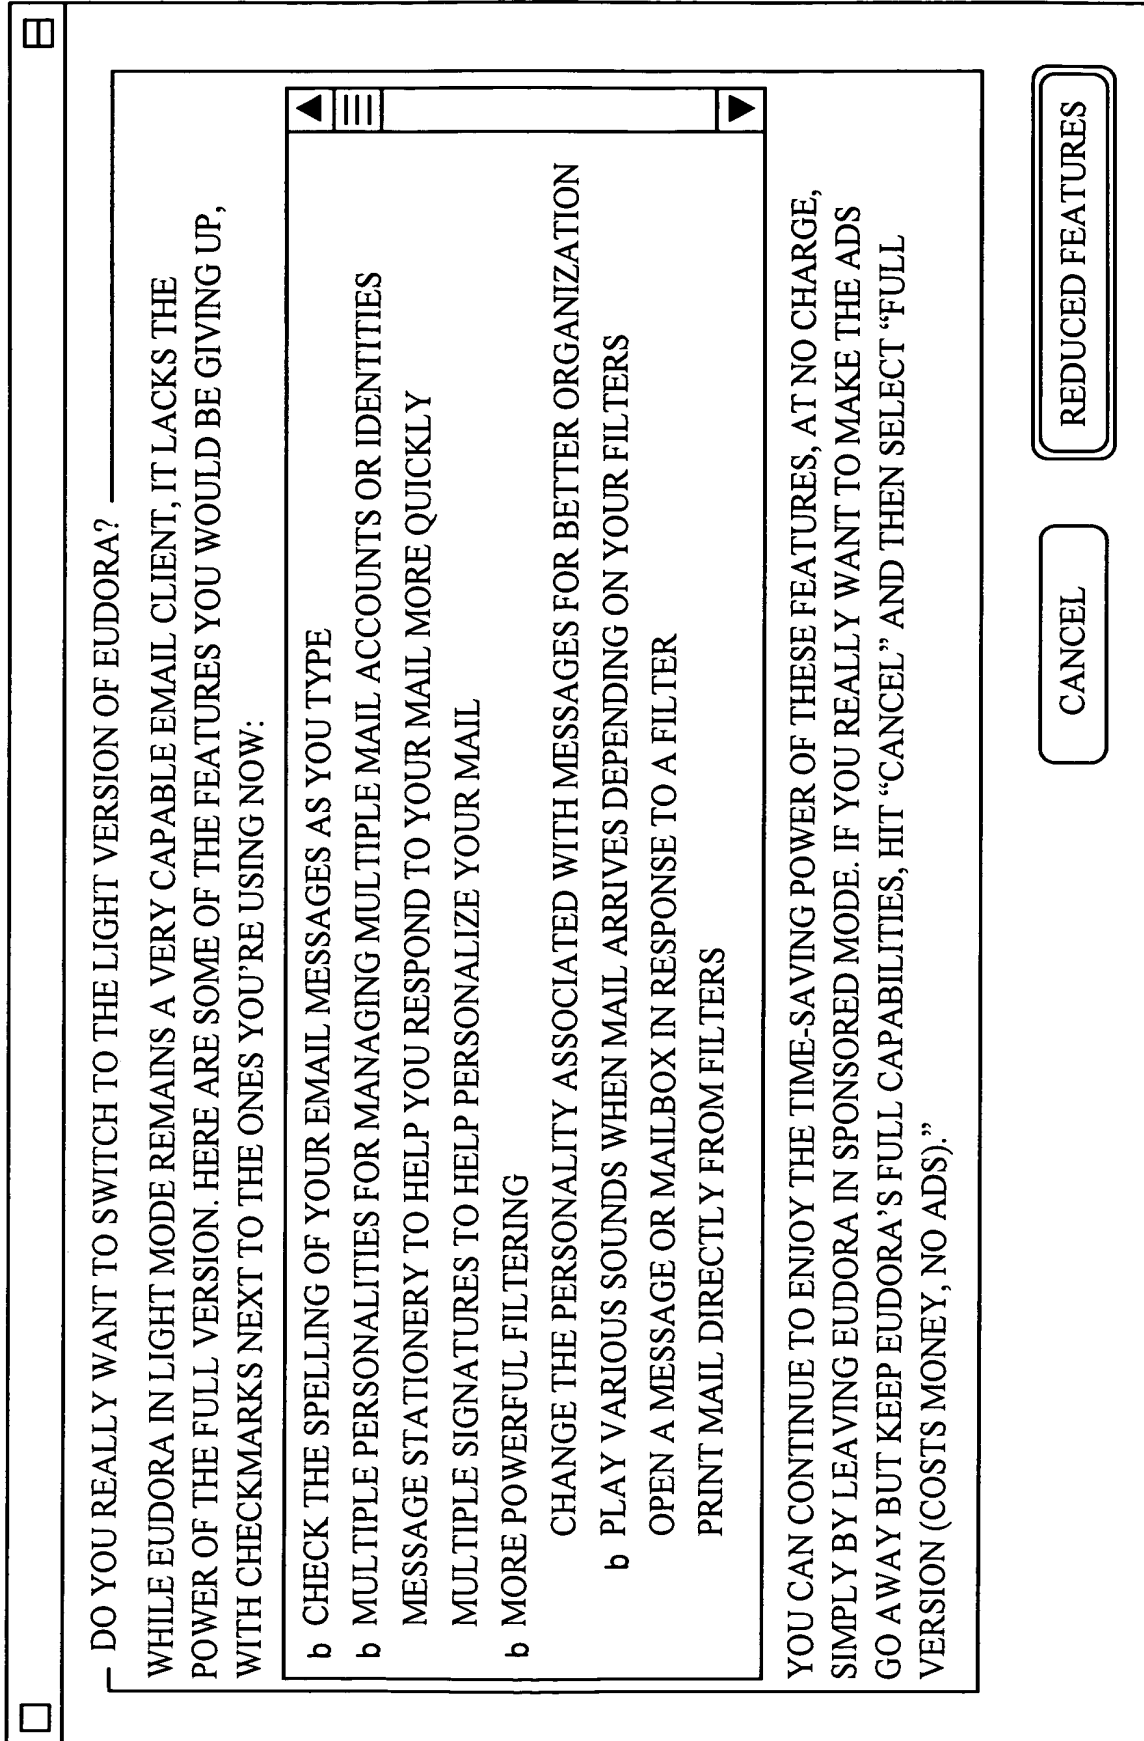 DO YOU REALLY WANT TO SWITCH TO THE LIGHT VERSION OF EUDORA?
WHILE EUDORA IN LIGHT MODE REMAINS A VERY CAPABLE EMAIL CLIENT, IT LACKS THE
POWER OF THE FULL VERSION. HERE ARE SOME OF THE FEATURES YOU WOULD BE GIVING UP,
WITH CHECKMARKS NEXT TO THE ONES YOU'RE USING NOW:
b CHECK THE SPELLING OF YOUR EMAIL MESSAGES AS YOU TYPE
b MULTIPLE PERSONALITIES FOR MANAGING MULTIPLE MAIL ACCOUNTS OR IDENTITIES
MESSAGE STATIONERY TO HELP YOU RESPOND TO YOUR MAIL MORE QUICKLY
MULTIPLE SIGNATURES TO HELP PERSONALIZE YOUR MAIL
b MORE POWERFUL FILTERING
CHANGE THE PERSONALITY ASSOCIATED WITH MESSAGES FOR BETTER ORGANIZATION
b PLAY VARIOUS SOUNDS WHEN MAIL ARRIVES DEPENDING ON YOUR FILTERS
OPEN A MESSAGE OR MAILBOX IN RESPONSE TO A FILTER
PRINT MAIL DIRECTLY FROM FILTERS
YOU CAN CONTINUE TO ENJOY THE TIME-SAVING POWER OF THESE FEATURES, AT NO CHARGE,
SIMPLY BY LEAVING EUDORA IN SPONSORED MODE. IF YOU REALLY WANT TO MAKE THE ADS
GO AWAY BUT KEEP EUDORA'S FULL CAPABILITIES, HIT “CANCEL” AND THEN SELECT “FULL
VERSION (COSTS MONEY, NO ADS).”
CANCEL
REDUCED FEATURES